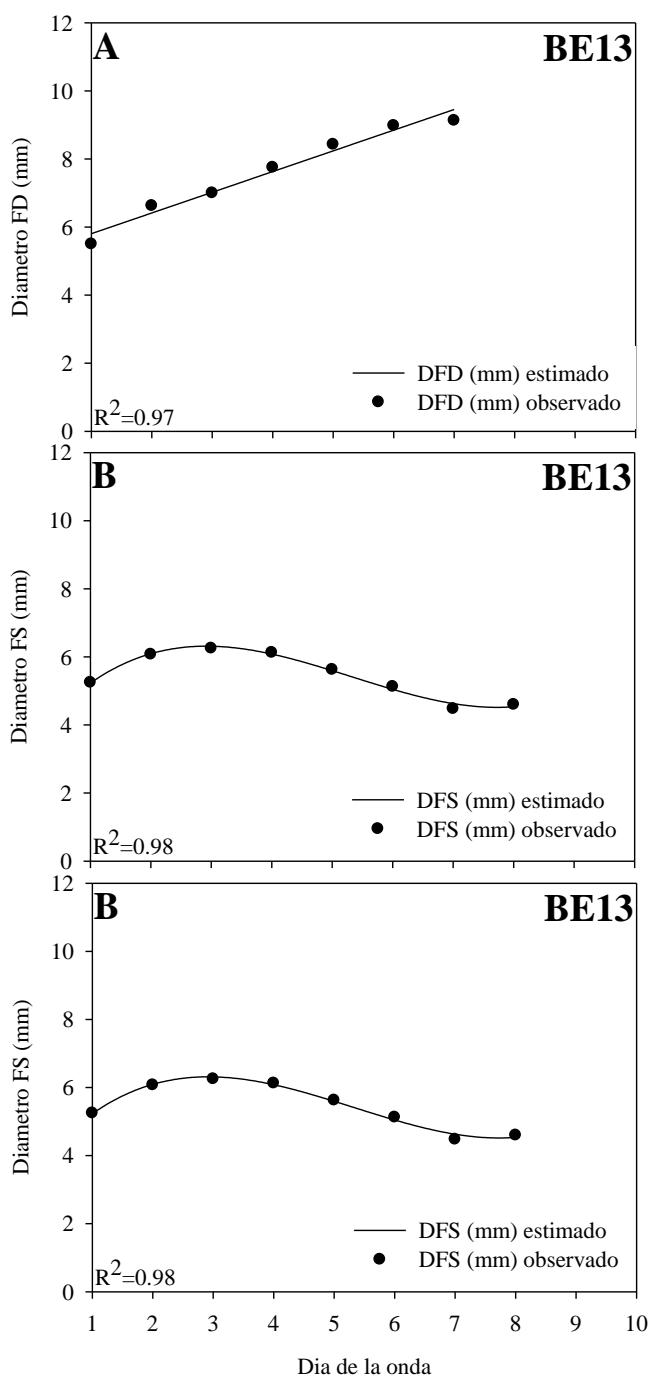 A BE13
12
10
8
6
4
2
0
Diametro FD (mm)
DFD (mm) estimado
DFD (mm) observado
R²=0.97
B BE13
12
10
8
6
4
2
0
Diametro FS (mm)
DFS (mm) estimado
DFS (mm) observado
R²=0.98
B BE13
12
10
8
6
4
2
0
Diametro FS (mm)
DFS (mm) estimado
DFS (mm) observado
R²=0.98
1 2 3 4 5 6 7 8 9 10
Dia de la onda